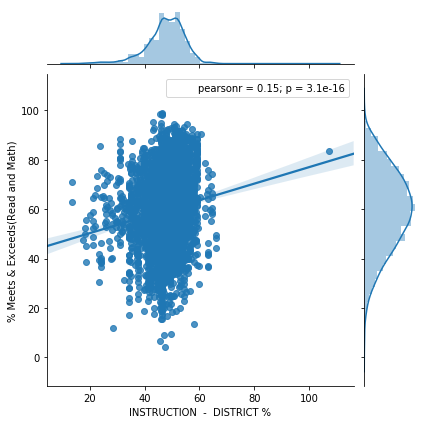 pearsonr = 0.15; p = 3.1e-16
% Meets & Exceeds(Read and Math)
100
80
60
40
20
0
20 40 60 80 100
INSTRUCTION - DISTRICT %